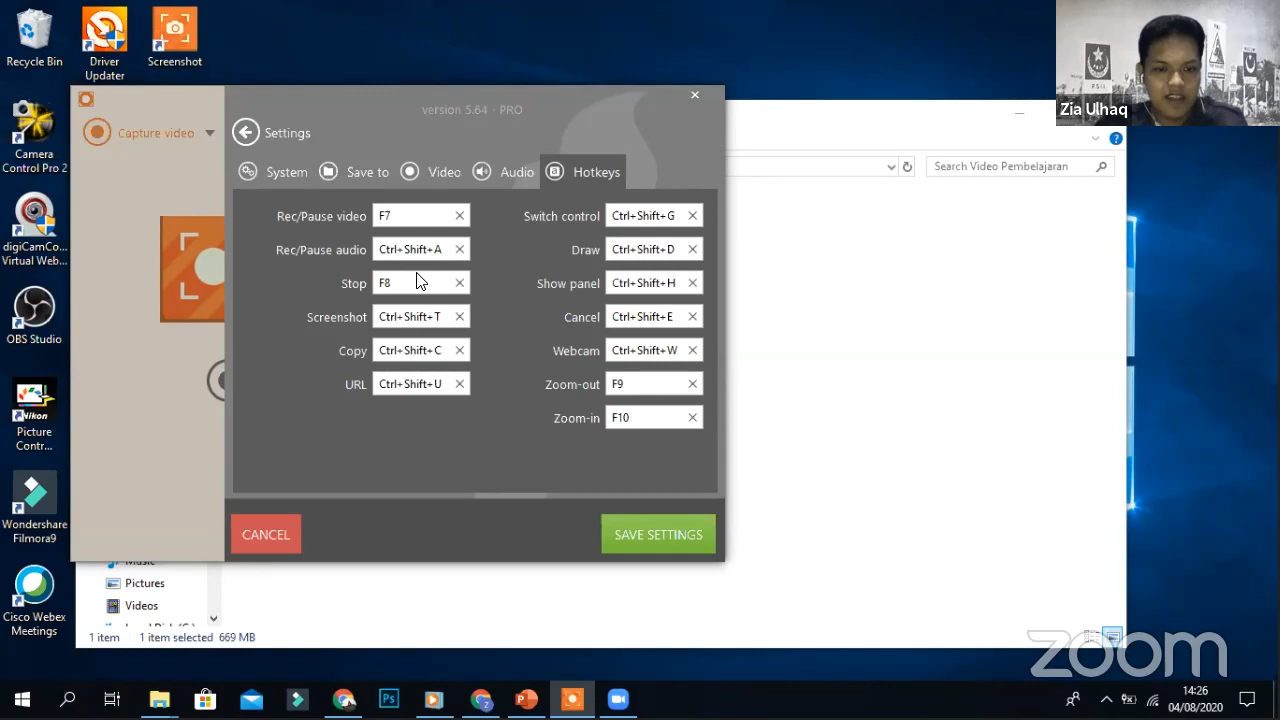 Recycle Bin
Driver
Updater
Screenshot
Camera
Control Pro 2
digiCamCo...
Virtual Web...
OBS Studio
Nikon
Picture
Contr...
Wondershare
Filmora9
Cisco Webex
Meetings
version 5.64 - PRO
Capture video
Settings
System
Save to
Video
Audio
Hotkeys
Rec/Pause video F7
Rec/Pause audio Ctrl+Shift+A
Stop F8
Screenshot Ctrl+Shift+T
Copy Ctrl+Shift+C
URL Ctrl+Shift+U
Switch control Ctrl+Shift+G
Draw Ctrl+Shift+D
Show panel Ctrl+Shift+H
Cancel Ctrl+Shift+E
Webcam Ctrl+Shift+W
Zoom-out F9
Zoom-in F10
CANCEL
SAVE SETTINGS
Search Video Pembelajaran
Music
Pictures
Videos
1 item 1 item selected 669 MB
Zia Ulhaq
zoom
Ps
14:26
04/08/2020